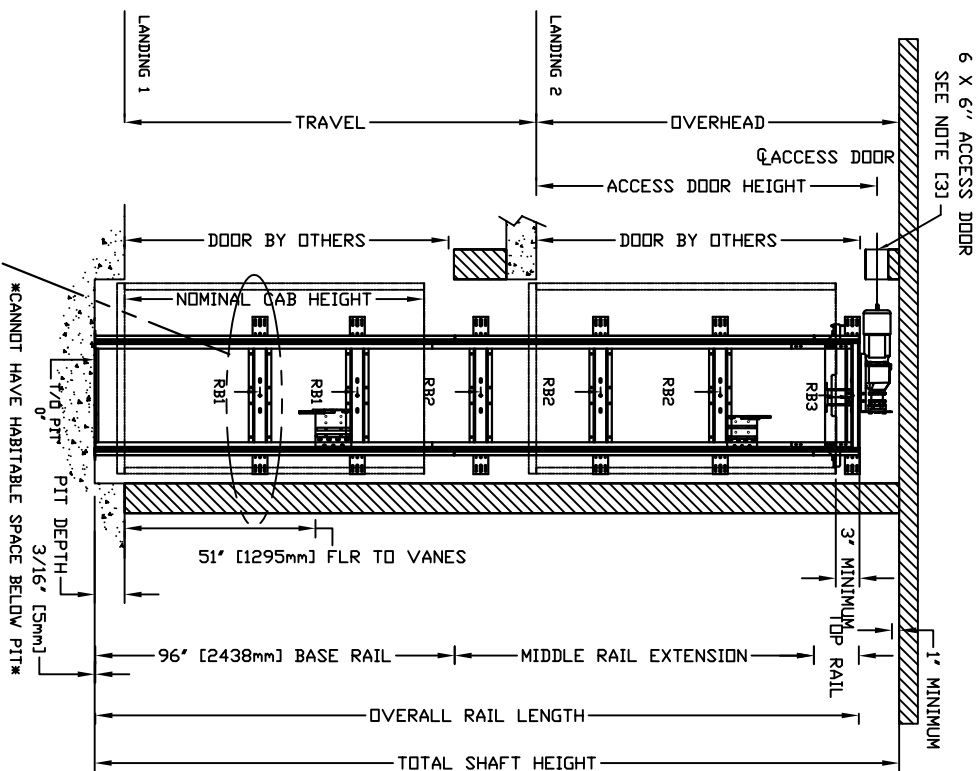 6 X 6" ACCESS DOOR
SEE NOTE [3]
LANDING 2
LANDING 1
OVERHEAD
TRAVEL
℄ACCESS DOOR
ACCESS DOOR HEIGHT
DOOR BY OTHERS
DOOR BY OTHERS
NOMINAL CAB HEIGHT
RB3
RB2
RB2
RB2
RB1
RB1
T/O PIT
0"
PIT DEPTH
3/16" [5mm]
*CANNOT HAVE HABITABLE SPACE BELOW PIT*
51" [1295mm] FLR TO VANES
3" MINIMUM
TOP RAIL
1" MINIMUM
96" [2438mm] BASE RAIL
MIDDLE RAIL EXTENSION
OVERALL RAIL LENGTH
TOTAL SHAFT HEIGHT